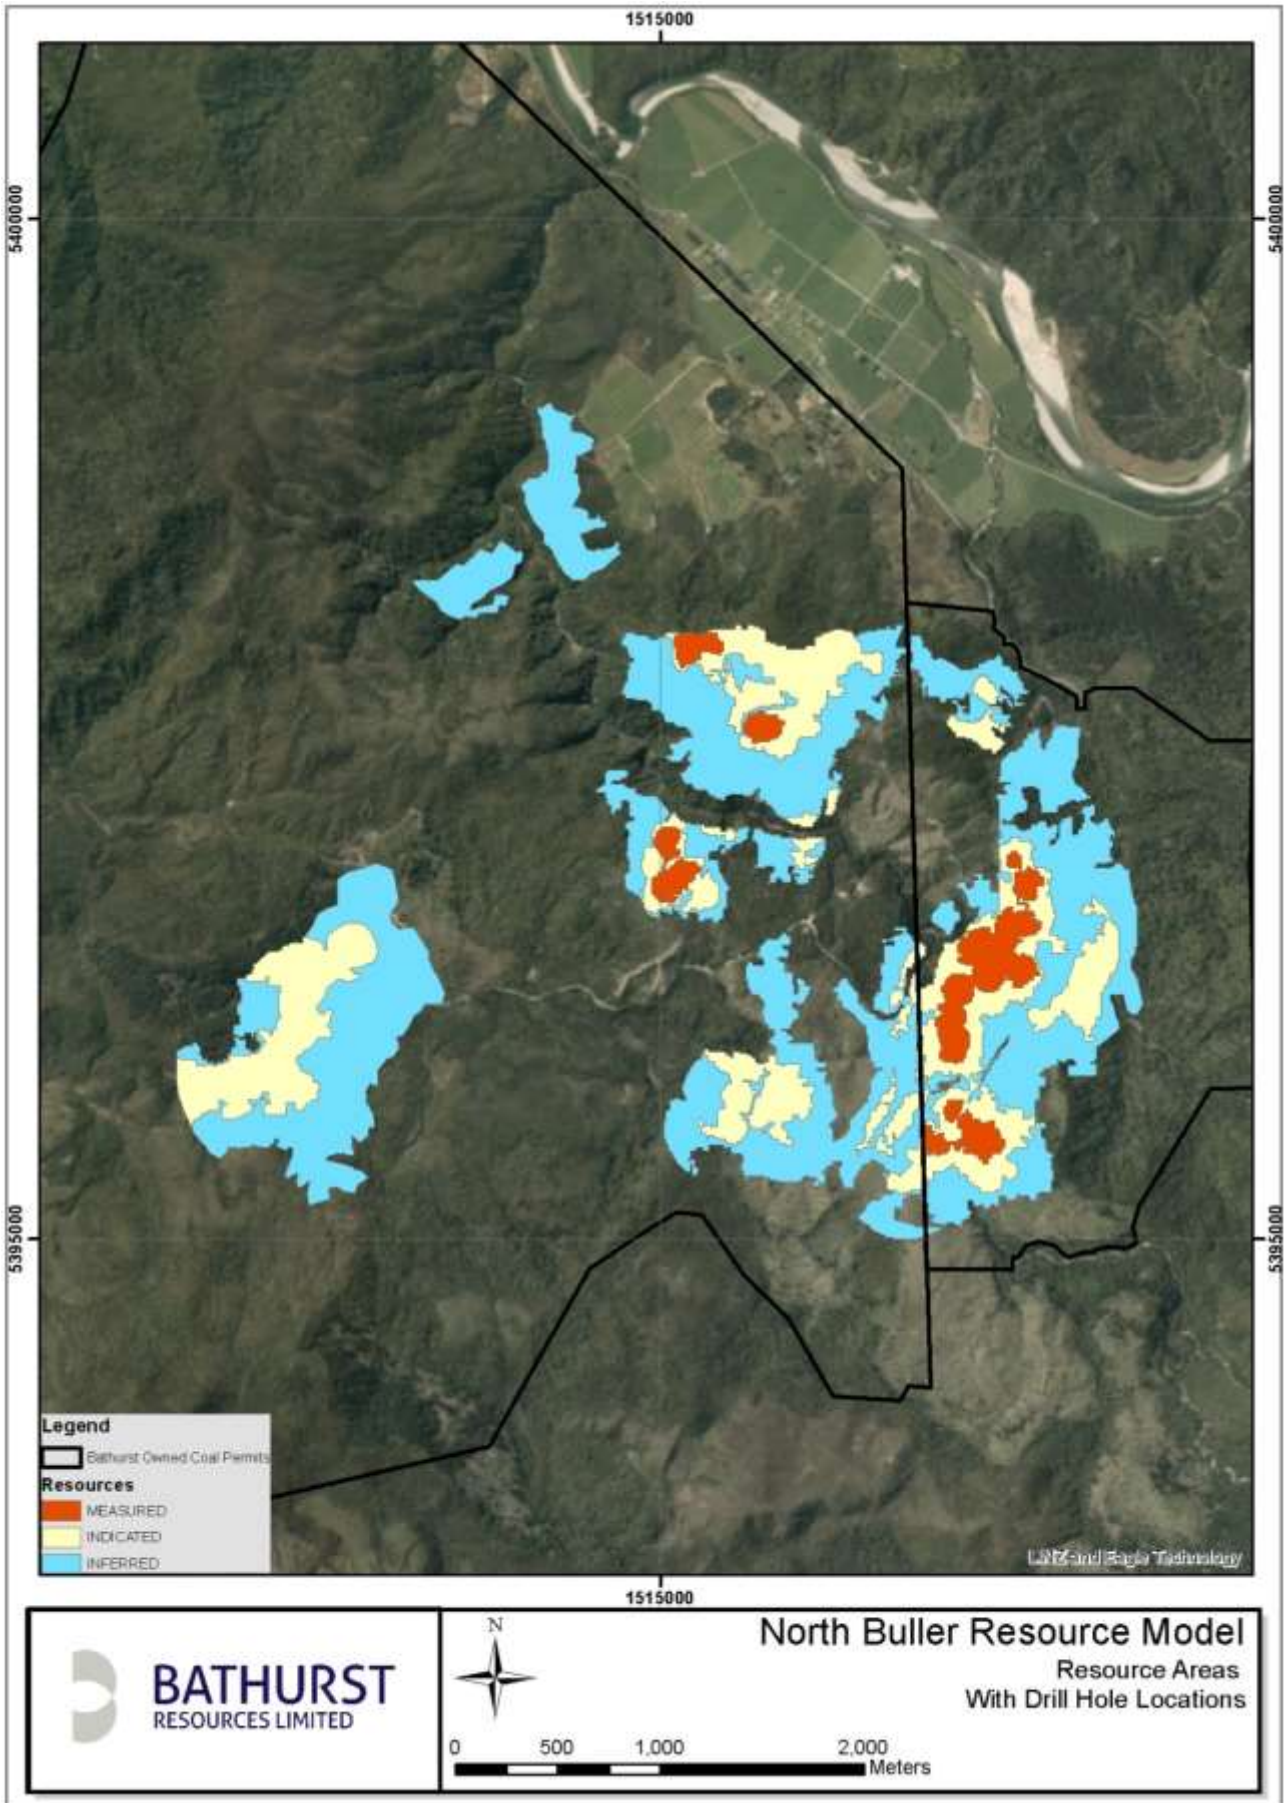 1515000
5400000
5400000
5395000
5395000
Legend
Bathurst Owned Coal Permits
Resources
MEASURED
INDICATED
INFERRED
LINZ and Eagle Technology
1515000
BATHURST
RESOURCES LIMITED
N
North Buller Resource Model
Resource Areas
With Drill Hole Locations
0 500 1,000 2,000
Meters